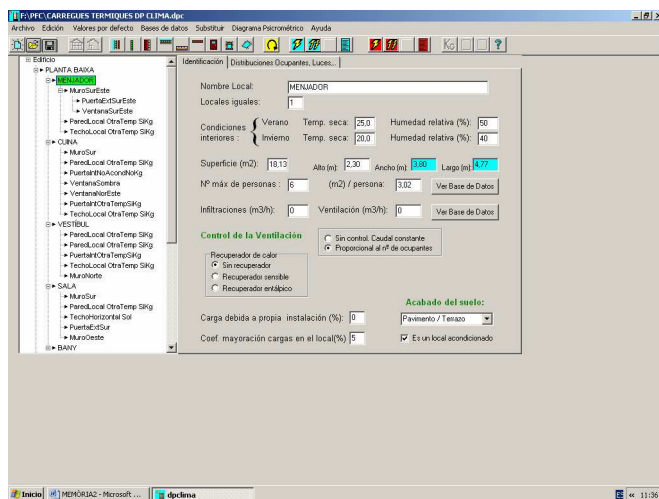 F:\PFC\CARREGUES TERMIQUES DP CLIMA.dpc
Archivo Edición Valores por defecto Bases de datos Substituir Diagrama Psicrométrico Ayuda
Kg ?
Edificio
PLANTA BAIXA
MENJADOR
MuroSurEste
PuertaExtSurEste
VentanaSurEste
ParedLocal OtraTemp SiKg
TechoLocal OtraTemp SiKg
CUINA
MuroSur
ParedLocal OtraTemp SiKg
PuertaIntNoAcondNoKg
VentanaSombra
VentanaNorEste
PuertaIntOtraTempSiKg
TechoLocal OtraTemp SiKg
VESTÍBUL
ParedLocal OtraTemp SiKg
ParedLocal OtraTemp SiKg
PuertaIntOtraTempSiKg
TechoLocal OtraTemp SiKg
MuroNorte
SALA
MuroSur
ParedLocal OtraTemp SiKg
TechoHorizontal Sol
PuertaExtSur
MuroOeste
BANY
Identificación Distribuciones Ocupantes, Luces...
Nombre Local: MENJADOR
Locales iguales: 1
Condiciones interiores :
Verano Temp. seca: 25,0 Humedad relativa (%): 50
Invierno Temp. seca: 20,0 Humedad relativa (%): 40
Superficie (m2): 18,13 Alto (m): 2,30 Ancho (m): 3,80 Largo (m): 4,77
Nº máx de personas : 6 (m2) / persona: 3,02 Ver Base de Datos
Infiltraciones (m3/h): 0 Ventilación (m3/h): 0 Ver Base de Datos
Control de la Ventilación
Sin control. Caudal constante
Proporcional al nº de ocupantes
Recuperador de calor
Sin recuperador
Recuperador sensible
Recuperador entálpico
Acabado del suelo:
Carga debida a propia instalación (%): 0 Pavimento / Terrazo
Coef. mayoración cargas en el local(%) 5 Es un local acondicionado
Inicio MEMÒRIA2 - Microsoft ... dpclima ES « 11:36